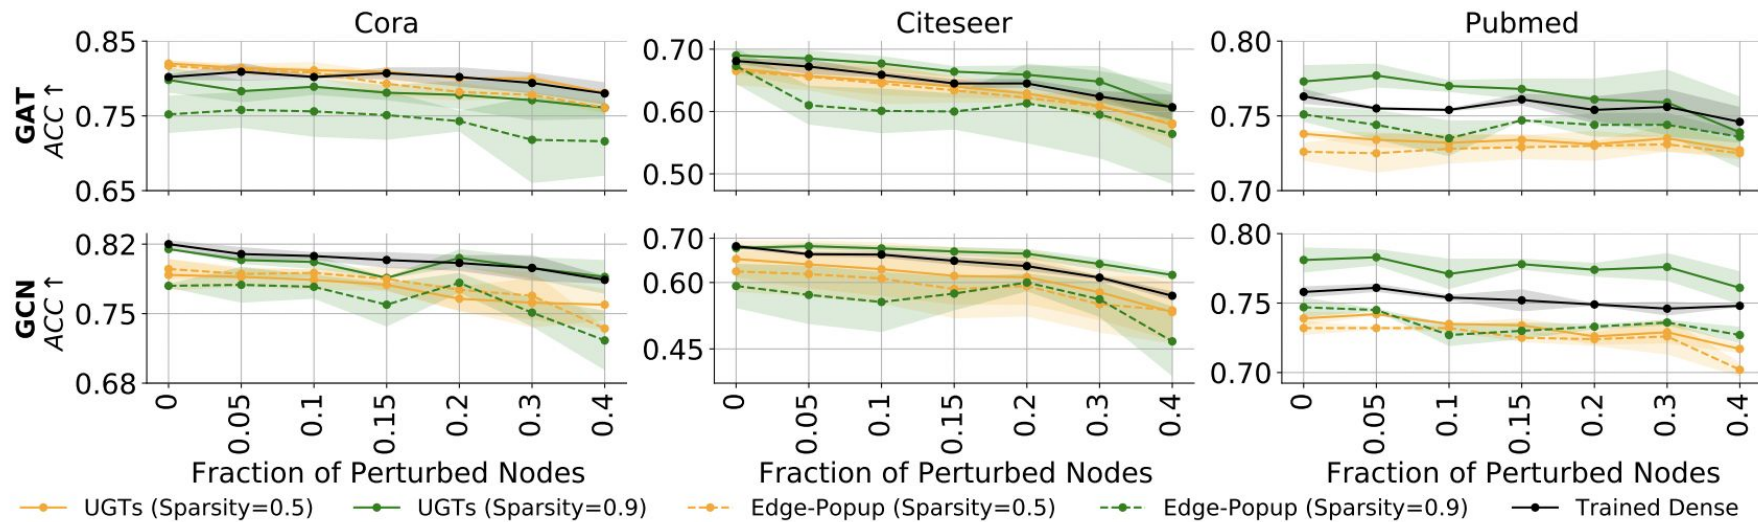 Cora
Citeseer
Pubmed
GAT
ACC ↑
0.85
0.75
0.65
0.70
0.60
0.50
0.80
0.75
0.70
GCN
ACC ↑
0.82
0.75
0.68
0.70
0.60
0.45
0.80
0.75
0.70
0 0.05 0.1 0.15 0.2 0.3 0.4
0 0.05 0.1 0.15 0.2 0.3 0.4
0 0.05 0.1 0.15 0.2 0.3 0.4
Fraction of Perturbed Nodes
Fraction of Perturbed Nodes
Fraction of Perturbed Nodes
UGTs (Sparsity=0.5)
UGTs (Sparsity=0.9)
Edge-Popup (Sparsity=0.5)
Edge-Popup (Sparsity=0.9)
Trained Dense